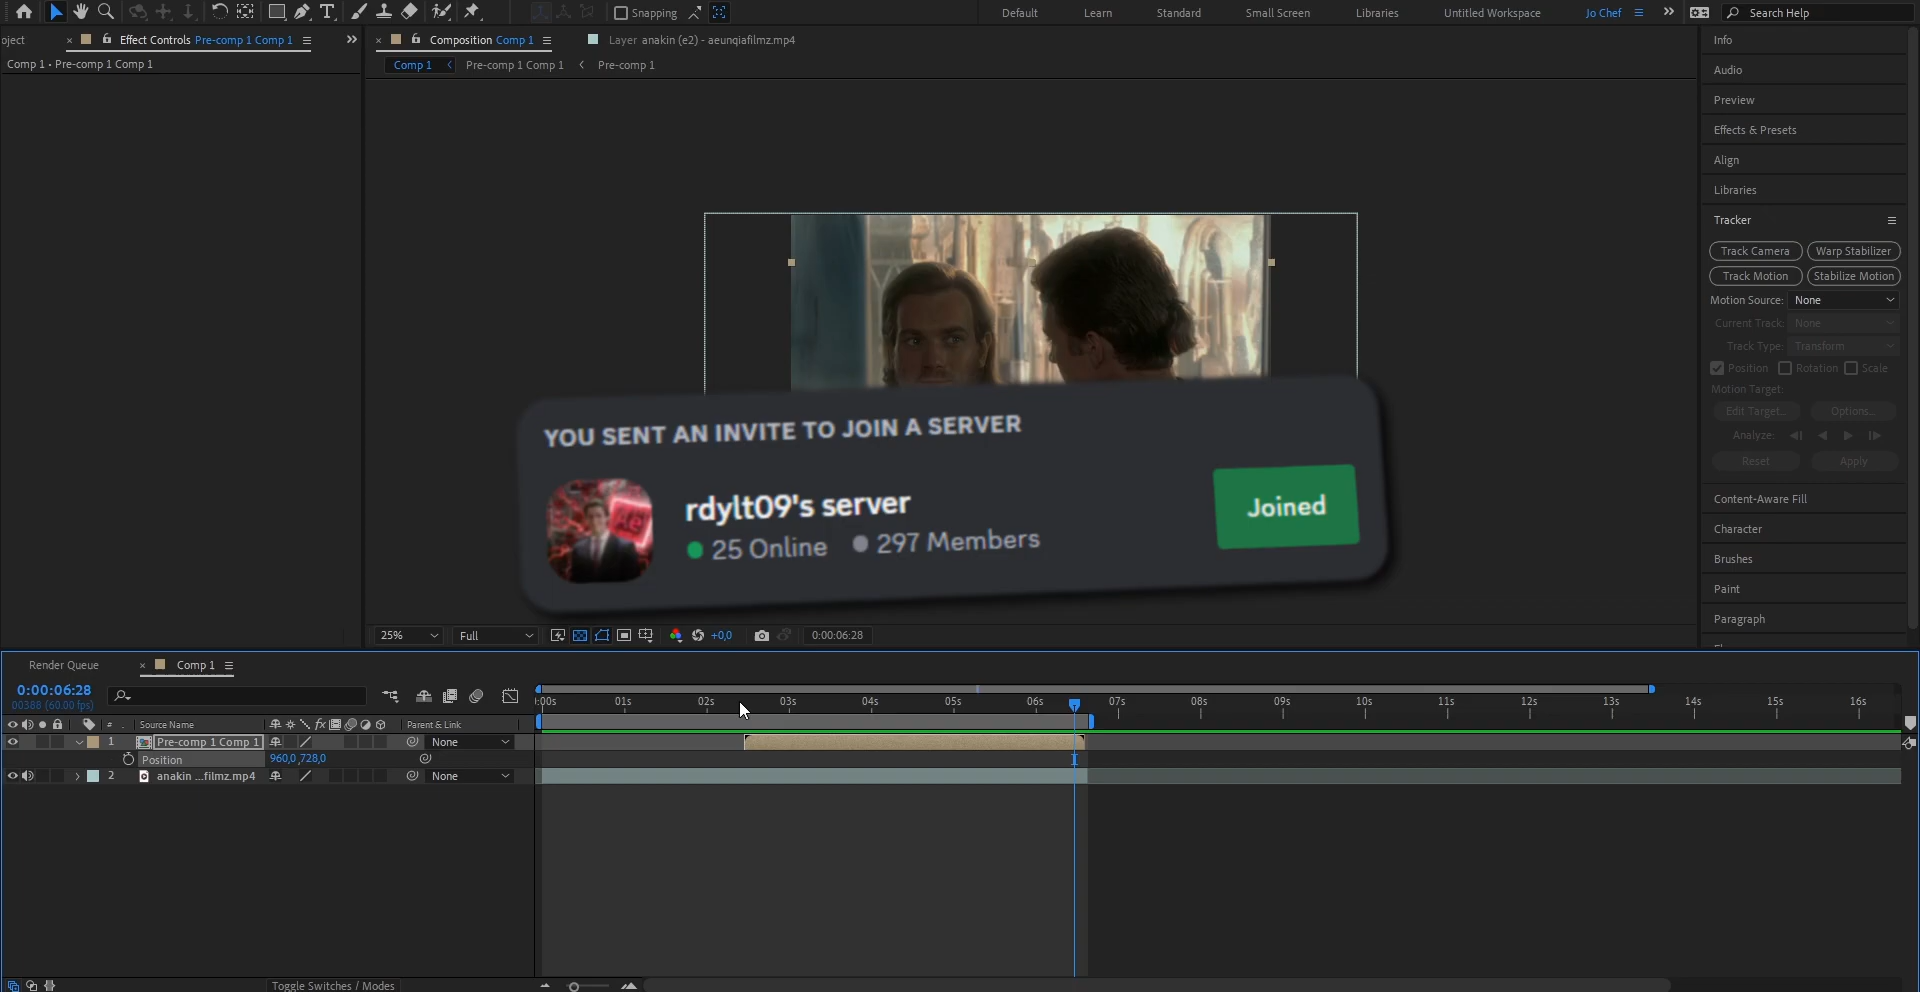 Snapping
Default
Learn
Standard
Small Screen
Libraries
Untitled Workspace
Jo Chef
Search Help
oject
Effect Controls Pre-comp 1 Comp 1
Composition Comp 1
Layer anakin (e2) - aeunqiafilmz.mp4
Comp 1 • Pre-comp 1 Comp 1
Comp 1
Pre-comp 1 Comp 1
Pre-comp 1
Info
Audio
Preview
Effects & Presets
Align
Libraries
Tracker
Track Camera
Warp Stabilizer
Track Motion
Stabilize Motion
Motion Source: None
Current Track: None
Track Type: Transform
Position Rotation Scale
Motion Target:
Edit Target...
Options...
Analyze:
Reset
Apply
Content-Aware Fill
Character
Brushes
Paint
Paragraph
YOU SENT AN INVITE TO JOIN A SERVER
rdylt09's server
25 Online 297 Members
Joined
25%
Full
+0,0
0:00:06:28
Render Queue
Comp 1
0:00:06:28
00388 (60.00 fps)
:00s 01s 02s 03s 04s 05s 06s 07s 08s 09s 10s 11s 12s 13s 14s 15s 16s
# . Source Name fx Parent & Link
1 Pre-comp 1 Comp 1 None
Position 960,0 ,728,0
2 anakin ...filmz.mp4 None
Toggle Switches / Modes